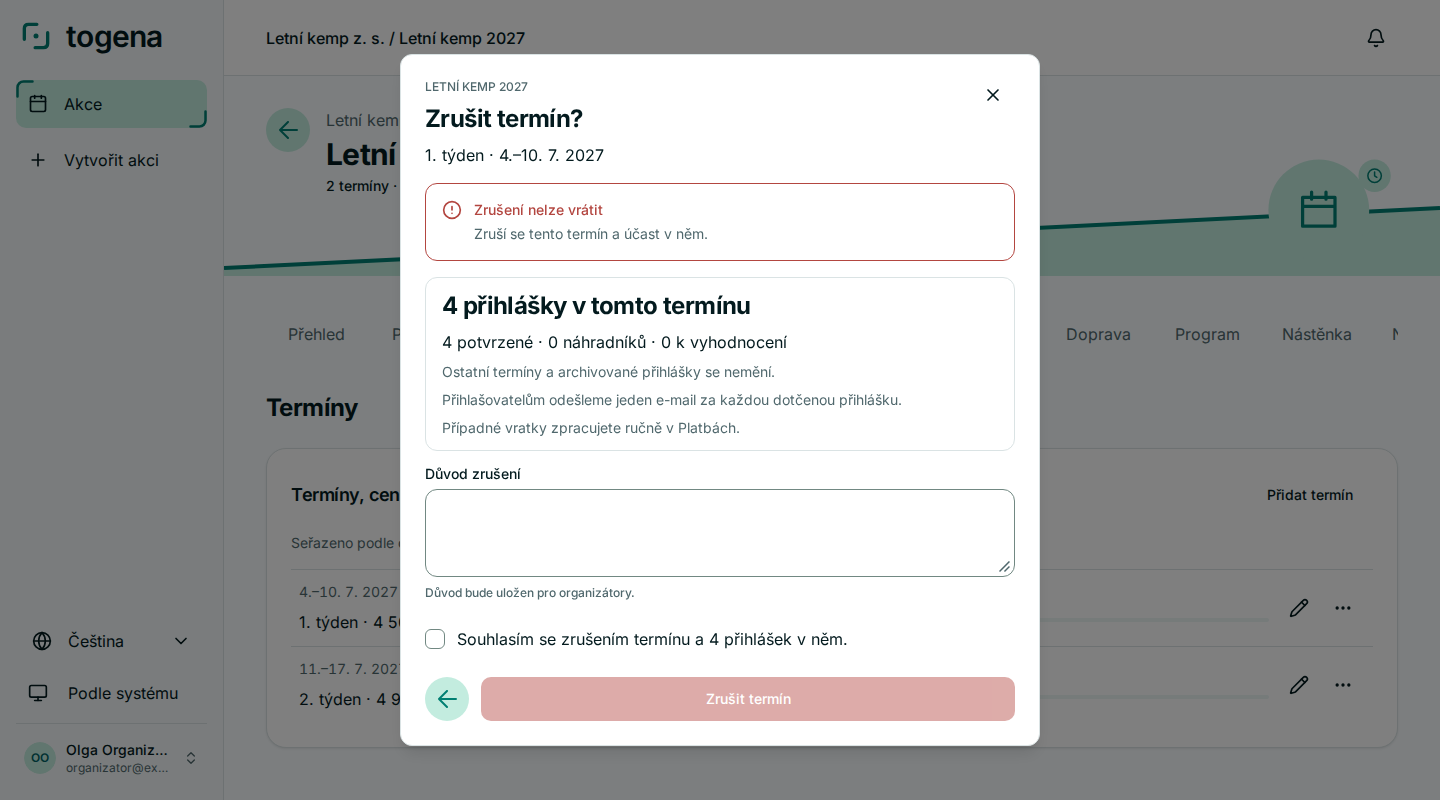 togena
Letní kemp z. s. / Letní kemp 2027
Akce
Vytvořit akci
Letní kem
Letní
2 termíny ·
LETNÍ KEMP 2027
Zrušit termín?
1. týden · 4.–10. 7. 2027
Zrušení nelze vrátit
Zruší se tento termín a účast v něm.
4 přihlášky v tomto termínu
4 potvrzené · 0 náhradníků · 0 k vyhodnocení
Ostatní termíny a archivované přihlášky se nemění.
Přihlašovatelům odešleme jeden e-mail za každou dotčenou přihlášku.
Případné vratky zpracujete ručně v Platbách.
Důvod zrušení
Důvod bude uložen pro organizátory.
Souhlasím se zrušením termínu a 4 přihlášek v něm.
Zrušit termín
Přehled
Doprava
Program
Nástěnka
Termíny
Termíny, cen
Přidat termín
Seřazeno podle
4.–10. 7. 2027
1. týden · 4 50
11.–17. 7. 2027
2. týden · 4 9
Čeština
Podle systému
OO
Olga Organiz...
organizator@ex...